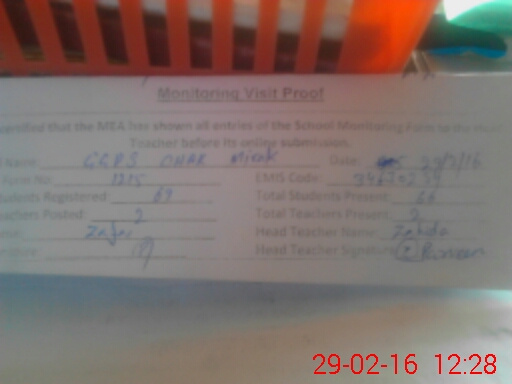 Monitoring Visit Proof
certified that the MEA has shown all entries of the School Monitoring Form to the Head
Teacher before its online submission.
Name: GGPS Date: 29/2/16
Form No: 1215 EMIS Code:
Students Registered: 69 Total Students Present: 66
Teachers Posted: 2 Total Teachers Present: 2
Zafar Head Teacher Name: Zahida
Head Teacher Signature
29-02-16 12:28